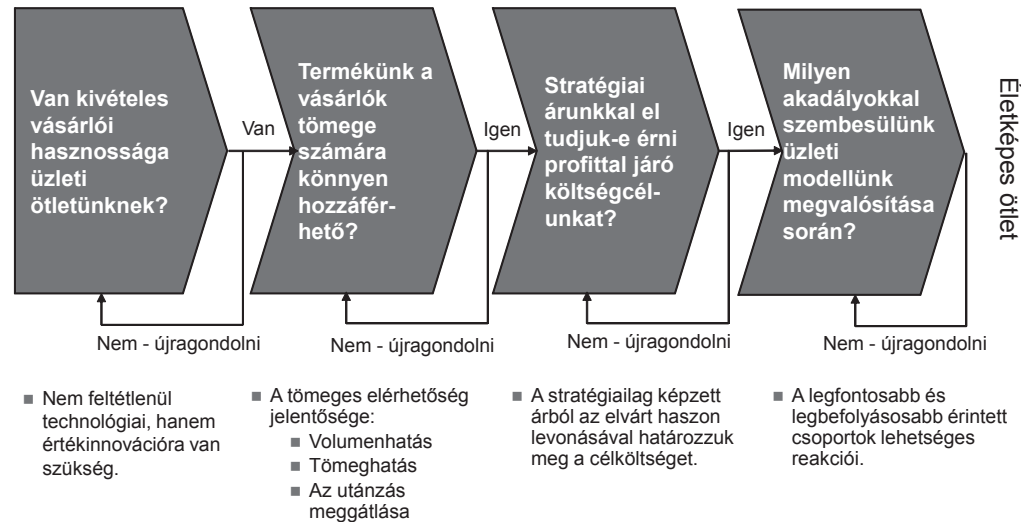 Van kivételes
vásárlói
hasznossága
üzleti
ötletünknek?
Van
Termékünk a
vásárlók
tömege
számára
könnyen
hozzáfér-
hető?
Igen
Stratégiai
árunkkal el
tudjuk-e érni
profittal járó
költségcél-
unkat?
Igen
Milyen
akadályokkal
szembesülünk
üzleti
modellünk
megvalósítása
során?
Életképes ötlet
Nem - újragondolni
Nem - újragondolni
Nem - újragondolni
Nem - újragondolni
Nem feltétlenül
technológiai, hanem
értékinnovációra van
szükség.
A tömeges elérhetőség
jelentősége:
Volumenhatás
Tömeghatás
Az utánzás
meggátlása
A stratégiailag képzett
árból az elvárt haszon
levonásával határozzuk
meg a célköltséget.
A legfontosabb és
legbefolyásosabb érintett
csoportok lehetséges
reakciói.